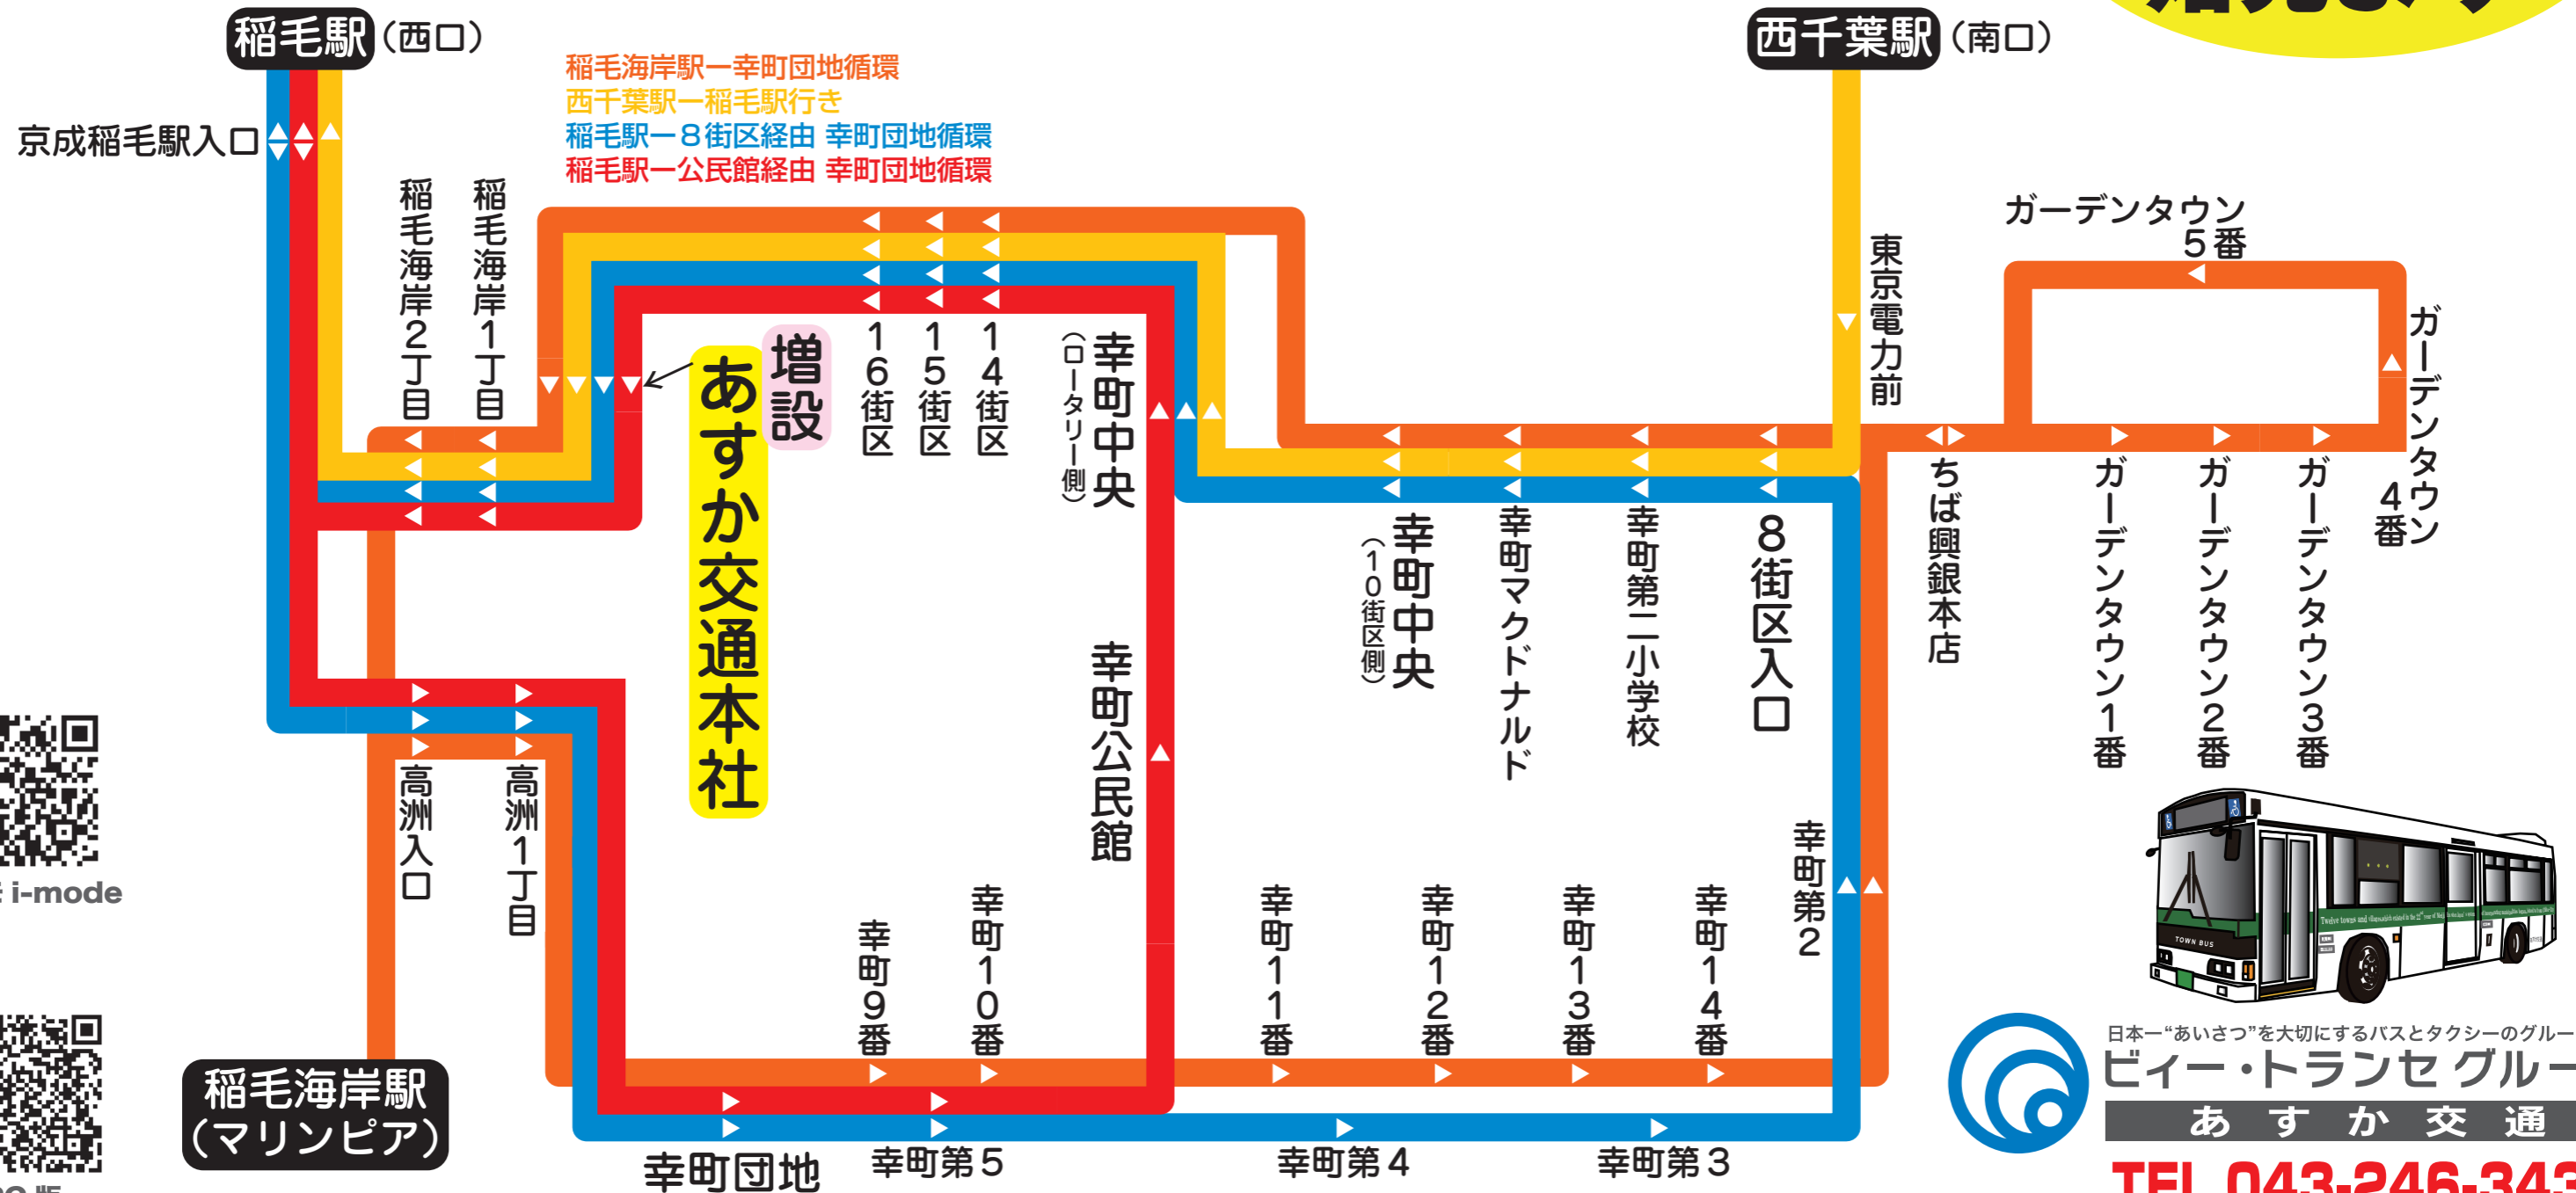 稲毛駅（西口）
西千葉駅（南口）
稲毛海岸駅ー幸町団地循環
西千葉駅ー稲毛駅行き
稲毛駅ー８街区経由 幸町団地循環
稲毛駅ー公民館経由 幸町団地循環
京成稲毛駅入口
稲毛海岸２丁目
稲毛海岸１丁目
増設
あすか交通本社
１６街区
１５街区
１４街区
幸町中央
（ロータリー側）
東京電力前
ガーデンタウン
５番
ガーデンタウン
４番
ちば興銀本店
ガーデンタウン１番
ガーデンタウン２番
ガーデンタウン３番
幸町中央
（１０街区側）
幸町マクドナルド
幸町第二小学校
８街区入口
幸町公民館
高洲入口
高洲１丁目
幸町９番
幸町１０番
幸町１１番
幸町１２番
幸町１３番
幸町１４番
幸町第２
稲毛海岸駅
（マリンピア）
幸町団地
幸町第５
幸町第４
幸町第３
i-mode
TOWN BUS
日本一“あいさつ”を大切にするバスとタクシーのグルー
ビィー・トランセ グルー
あすか交通
TEL 043-246-343